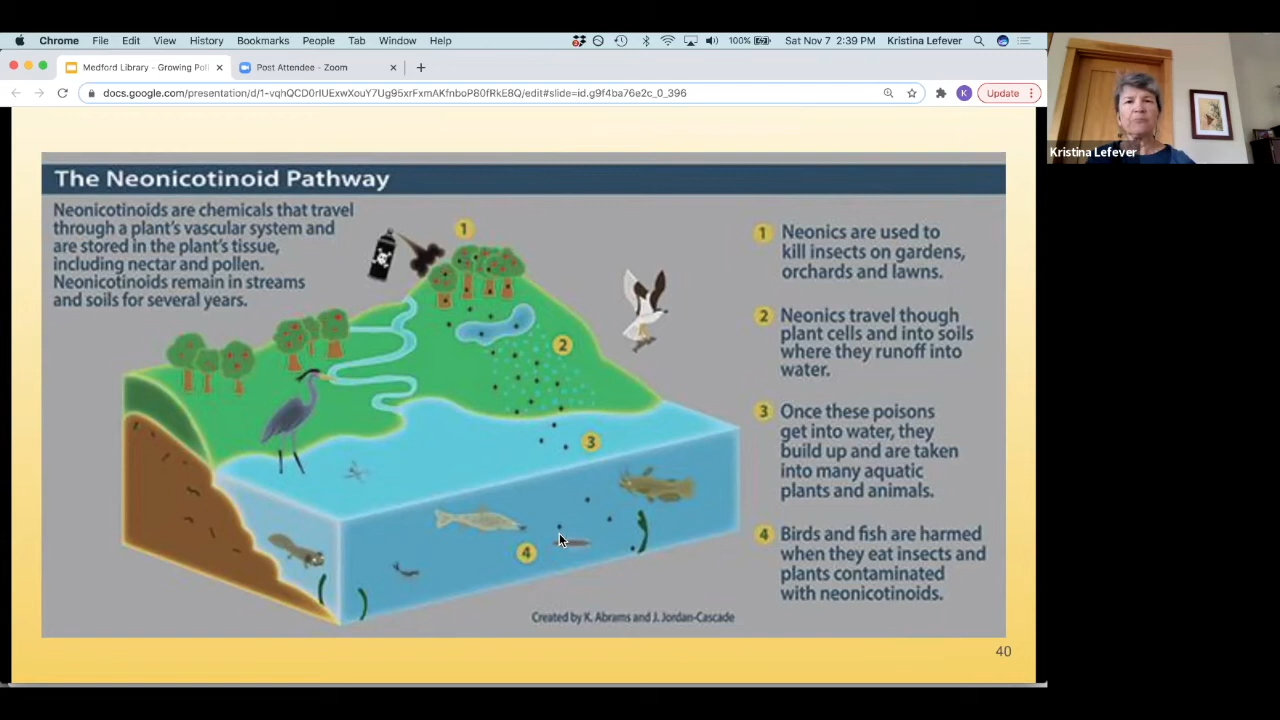 Chrome File Edit View History Bookmarks People Tab Window Help 100% Sat Nov 7 2:39 PM Kristina Lefever
Medford Library - Growing Poll Post Attendee - Zoom
docs.google.com/presentation/d/1-vqhQCD0rIUExwXouY7Ug95xrFxmAKfnboP80fRkE8Q/edit#slide=id.g9f4ba76e2c_0_396 K Update
Kristina Lefever
The Neonicotinoid Pathway
Neonicotinoids are chemicals that travel
through a plant's vascular system and
are stored in the plant's tissue,
including nectar and pollen.
Neonicotinoids remain in streams
and soils for several years.
1
2
3
4
1 Neonics are used to
kill insects on gardens,
orchards and lawns.
2 Neonics travel though
plant cells and into soils
where they runoff into
water.
3 Once these poisons
get into water, they
build up and are taken
into many aquatic
plants and animals.
4 Birds and fish are harmed
when they eat insects and
plants contaminated
with neonicotinoids.
Created by K. Abrams and J. Jordan-Cascade
40